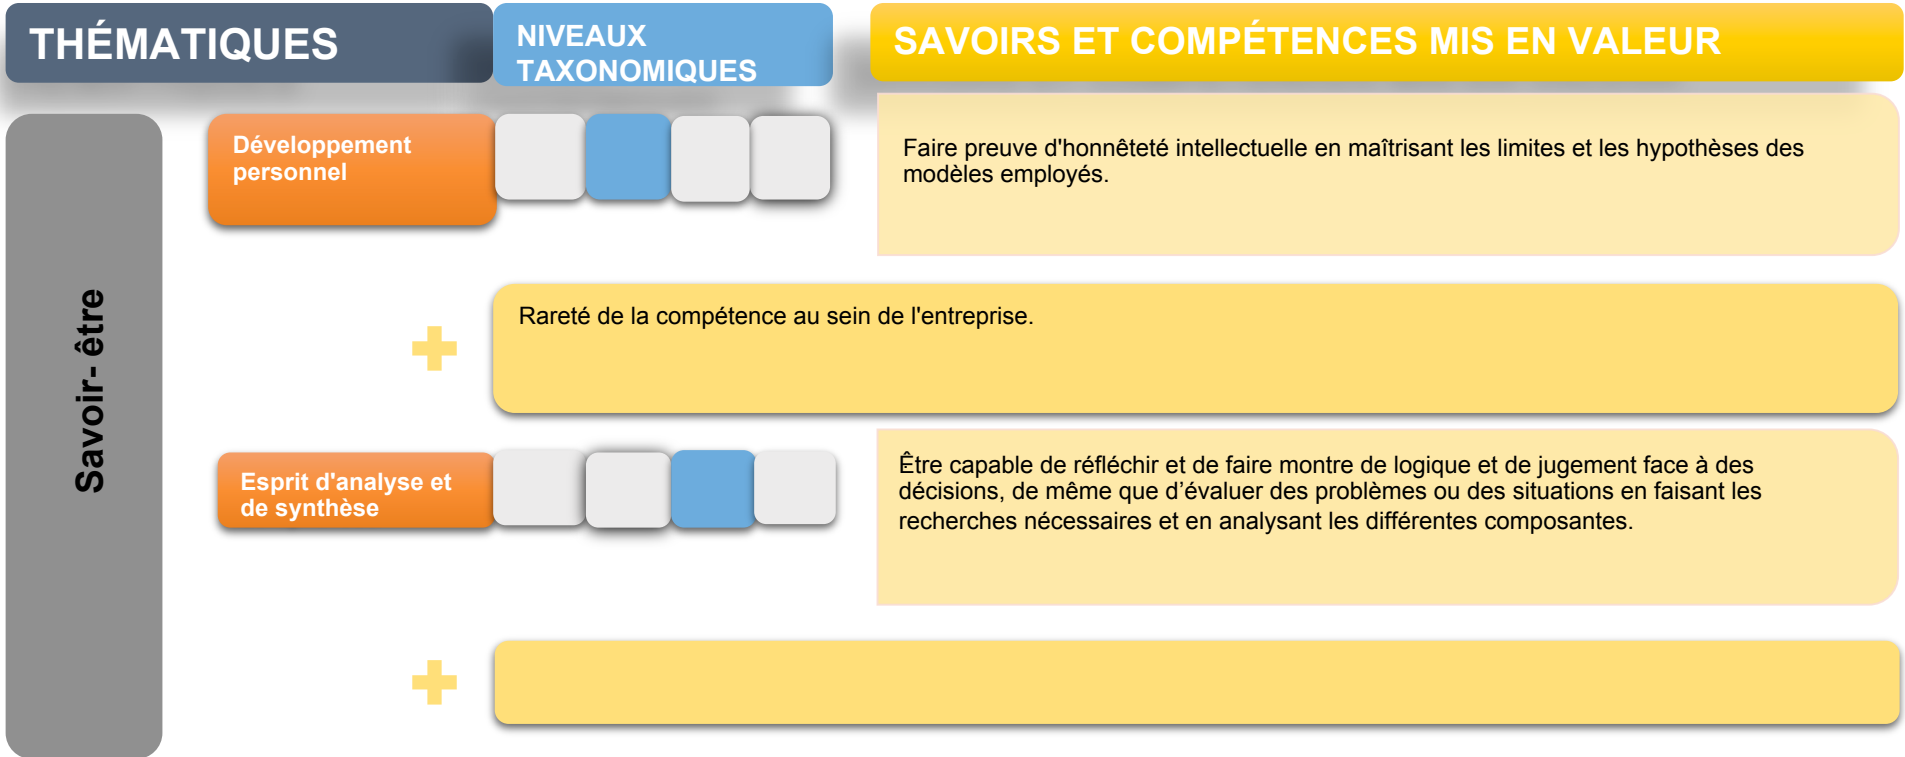 THÉMATIQUES
NIVEAUX
TAXONOMIQUES
SAVOIRS ET COMPÉTENCES MIS EN VALEUR
Savoir- être
Développement
personnel
Faire preuve d'honnêteté intellectuelle en maîtrisant les limites et les hypothèses des
modèles employés.
Rareté de la compétence au sein de l'entreprise.
Esprit d'analyse et
de synthèse
Être capable de réfléchir et de faire montre de logique et de jugement face à des
décisions, de même que d’évaluer des problèmes ou des situations en faisant les
recherches nécessaires et en analysant les différentes composantes.